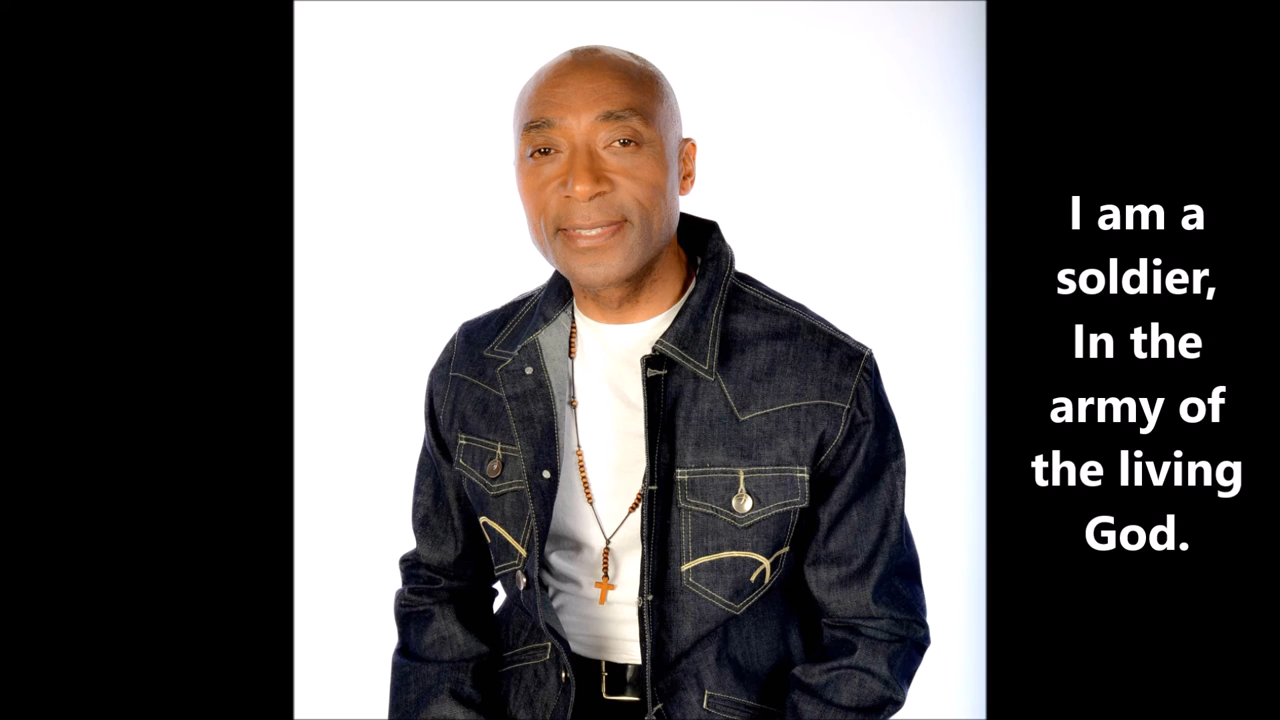 I am a
soldier,
In the
army of
the living
God.